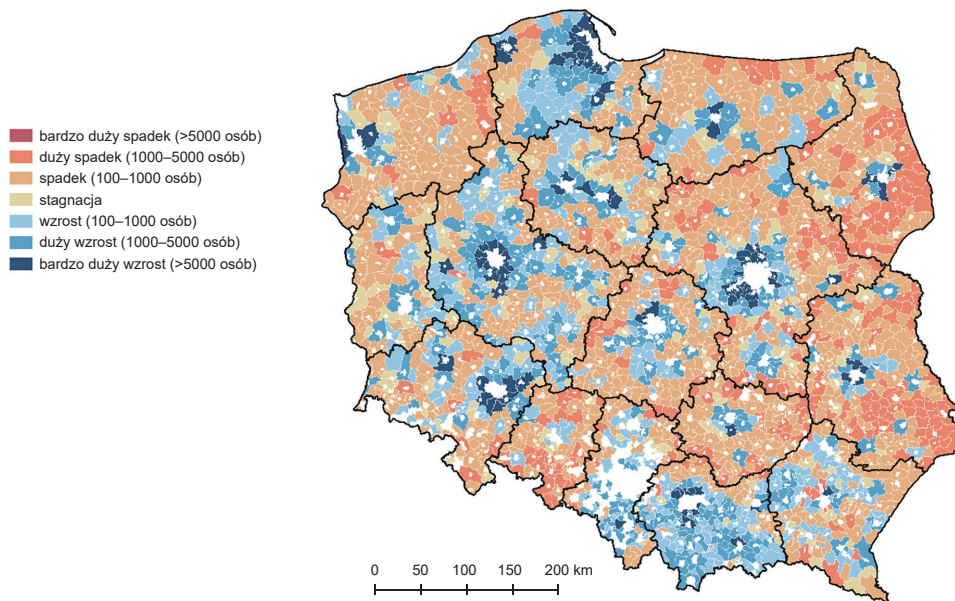 bardzo duży spadek (>5000 osób)
duży spadek (1000–5000 osób)
spadek (100–1000 osób)
stagnacja
wzrost (100–1000 osób)
duży wzrost (1000–5000 osób)
bardzo duży wzrost (>5000 osób)
0 50 100 150 200 km